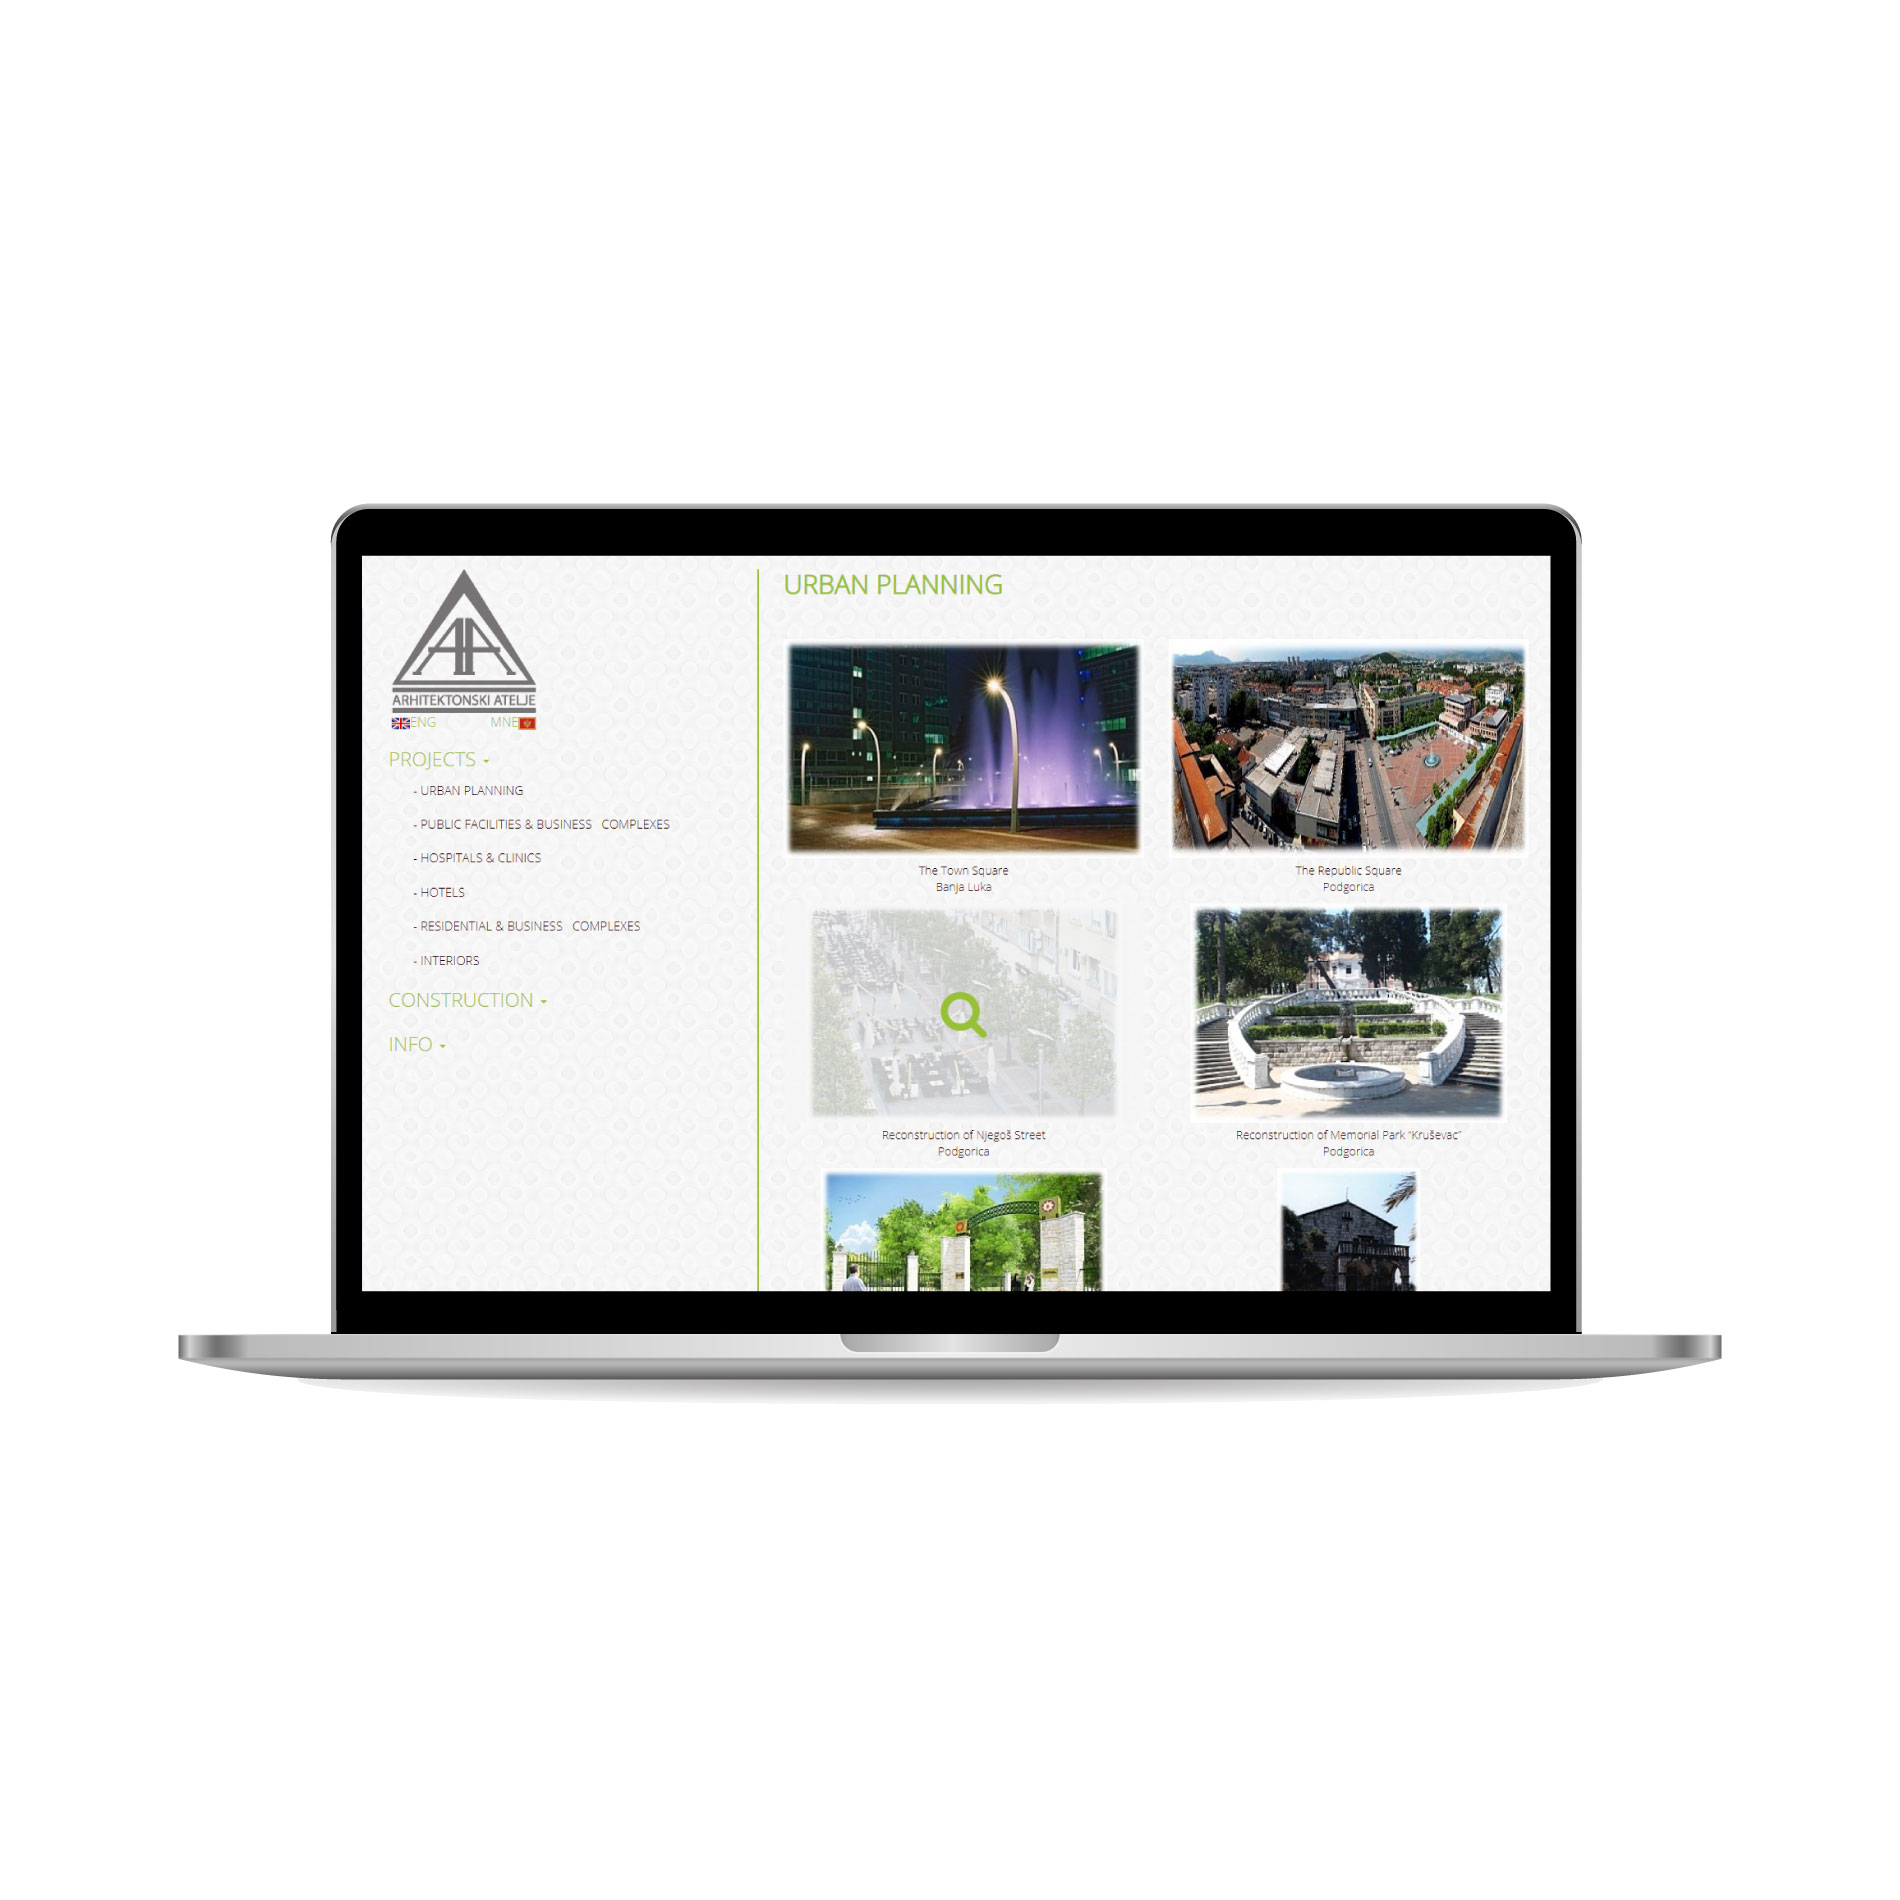 AA
ARHITEKTONSKI ATELJE
ENG MNE
PROJECTS
- URBAN PLANNING
- PUBLIC FACILITIES & BUSINESS COMPLEXES
- HOSPITALS & CLINICS
- HOTELS
- RESIDENTIAL & BUSINESS COMPLEXES
- INTERIORS
CONSTRUCTION
INFO
URBAN PLANNING
The Town Square
Banja Luka
The Republic Square
Podgorica
Reconstruction of Njegoš Street
Podgorica
Reconstruction of Memorial Park “Kruševac”
Podgorica